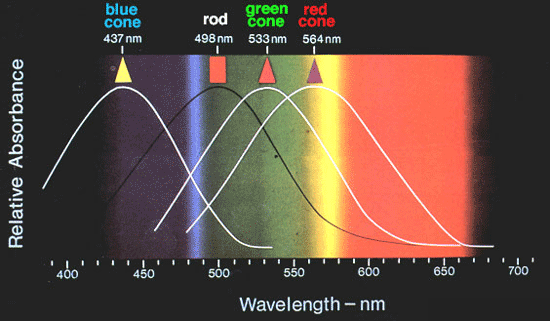 blue
cone
437 nm
rod
498 nm
green
cone
533 nm
red
cone
564 nm
Relative Absorbance
400 450 500 550 600 650 700
Wavelength – nm